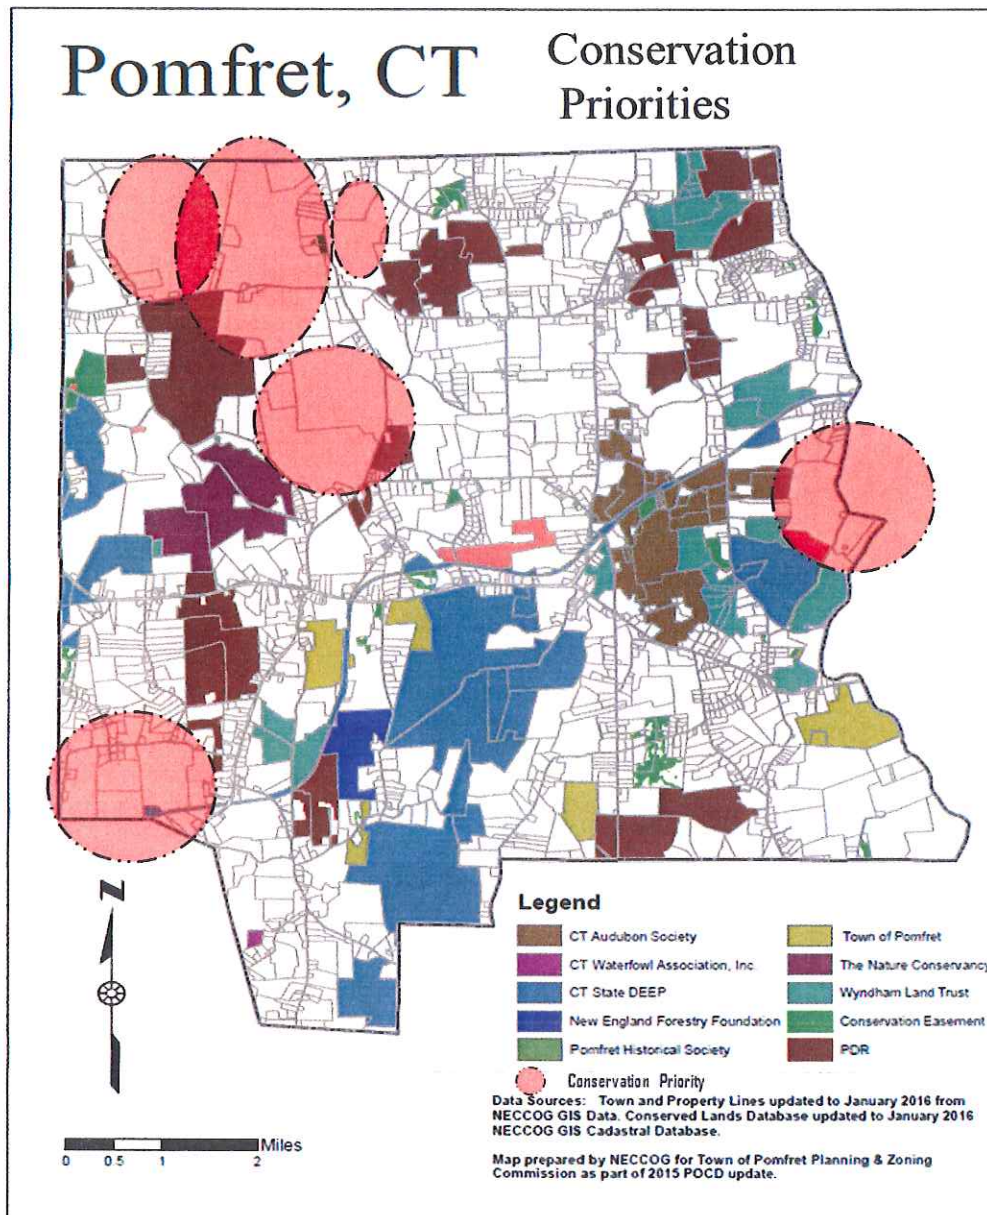 Pomfret, CT
Conservation
Priorities
N
Legend
CT Audubon Society
CT Waterfowl Association, Inc.
CT State DEEP
New England Forestry Foundation
Pomfret Historical Society
Town of Pomfret
The Nature Conservancy
Wyndham Land Trust
Conservation Easement
PDR
Conservation Priority
Data Sources: Town and Property Lines updated to January 2016 from
NECCOG GIS Data. Conserved Lands Database updated to January 2016
NECCOG GIS Cadastral Database.
Map prepared by NECCOG for Town of Pomfret Planning & Zoning
Commission as part of 2015 POCD update.
Miles
0 0.5 1 2